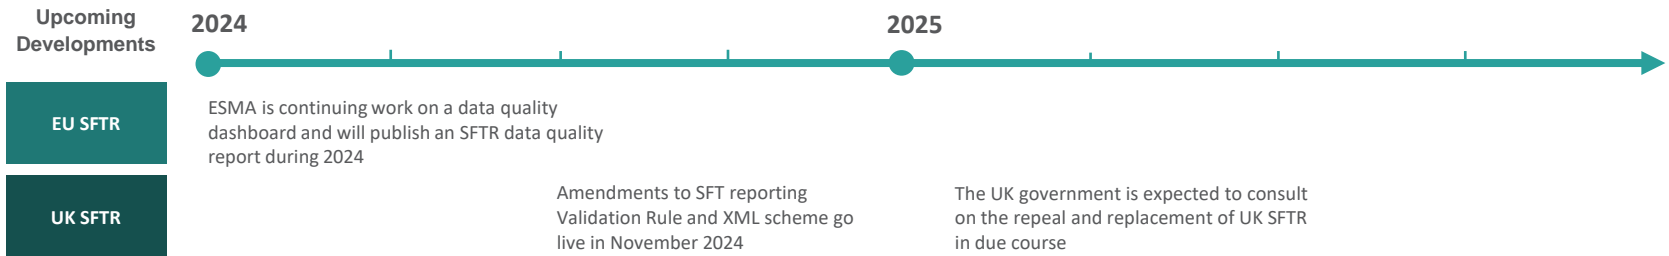 Upcoming
Developments
2024
2025
EU SFTR
ESMA is continuing work on a data quality
dashboard and will publish an SFTR data quality
report during 2024
UK SFTR
Amendments to SFT reporting
Validation Rule and XML scheme go
live in November 2024
The UK government is expected to consult
on the repeal and replacement of UK SFTR
in due course